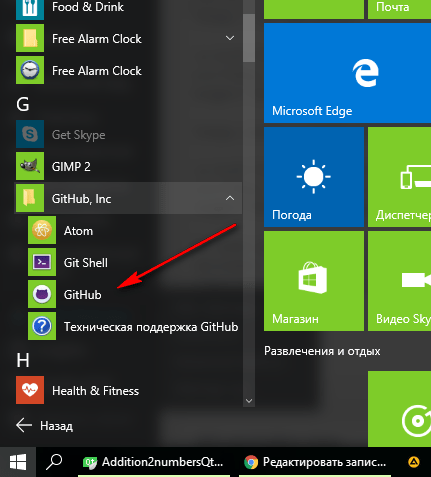 Food & Drink
Free Alarm Clock
Free Alarm Clock
G
Get Skype
GIMP 2
GitHub, Inc
Atom
Git Shell
GitHub
Техническая поддержка GitHub
H
Health & Fitness
Назад
Почта
Microsoft Edge
Погода
Диспетчер
Магазин
Видео Sky
Развлечения и отдых
Addition2numbersQt...
Редактировать запис...